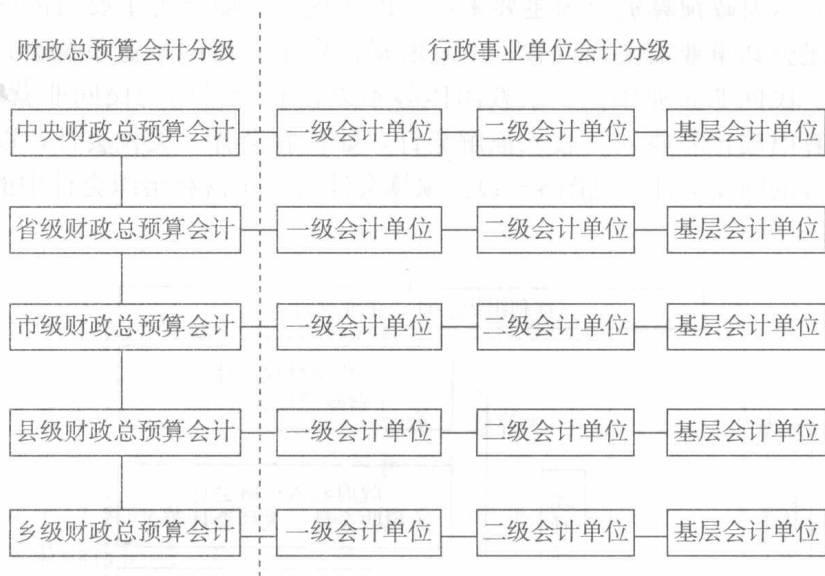 财政总预算会计分级
行政事业单位会计分级
中央财政总预算会计 一级会计单位 二级会计单位 基层会计单位
省级财政总预算会计 一级会计单位 二级会计单位 基层会计单位
市级财政总预算会计 一级会计单位 二级会计单位 基层会计单位
县级财政总预算会计 一级会计单位 二级会计单位 基层会计单位
乡级财政总预算会计 一级会计单位 二级会计单位 基层会计单位